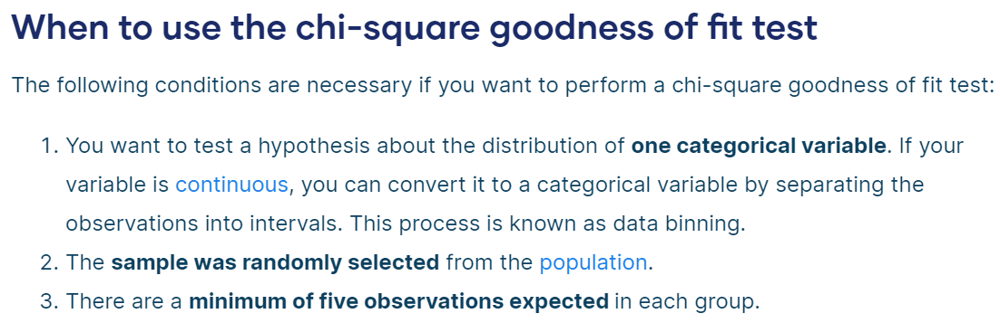 When to use the chi-square goodness of fit test
The following conditions are necessary if you want to perform a chi-square goodness of fit test:
1. You want to test a hypothesis about the distribution of one categorical variable. If your
variable is continuous, you can convert it to a categorical variable by separating the
observations into intervals. This process is known as data binning.
2. The sample was randomly selected from the population.
3. There are a minimum of five observations expected in each group.